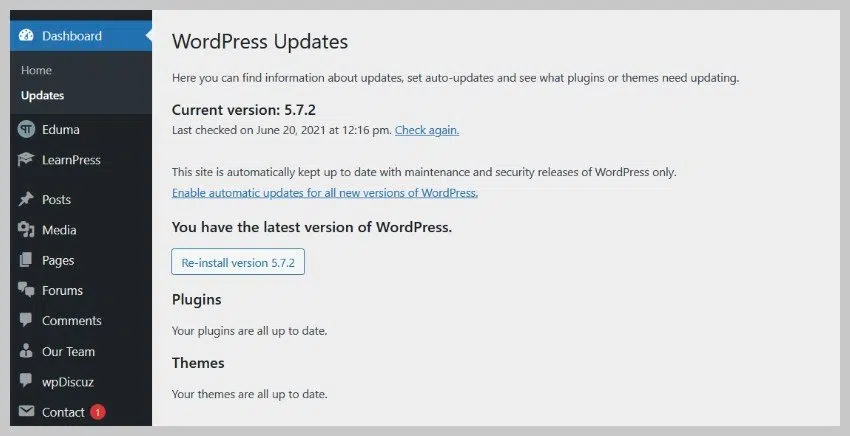 Dashboard
Home
Updates
Eduma
LearnPress
Posts
Media
Pages
Forums
Comments
Our Team
wpDiscuz
Contact 1
WordPress Updates
Here you can find information about updates, set auto-updates and see what plugins or themes need updating.
Current version: 5.7.2
Last checked on June 20, 2021 at 12:16 pm. Check again.
This site is automatically kept up to date with maintenance and security releases of WordPress only.
Enable automatic updates for all new versions of WordPress.
You have the latest version of WordPress.
Re-install version 5.7.2
Plugins
Your plugins are all up to date.
Themes
Your themes are all up to date.